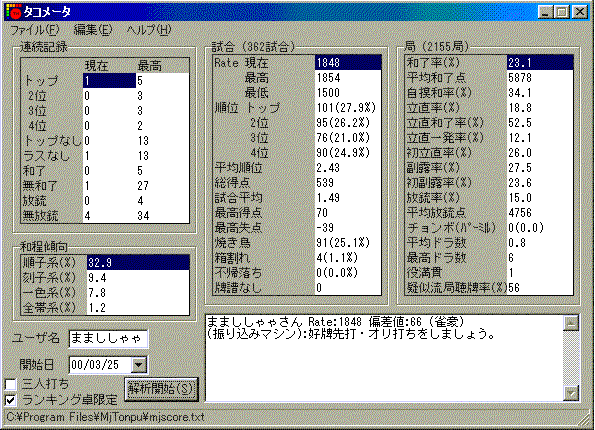 タコメータ
ファイル(F) 編集(E) ヘルプ(H)
連続記録
現在 最高
トップ 1 5
2位 0 3
3位 0 3
4位 0 2
トップなし 0 13
ラスなし 1 13
和了 0 5
無和了 1 27
放銃 0 4
無放銃 4 34
和程傾向
順子系(%) 32.9
刻子系(%) 9.4
一色系(%) 7.8
全帯系(%) 1.2
試合 (362試合)
Rate 現在 1848
最高 1854
最低 1500
順位 トップ 101(27.9%)
2位 95(26.2%)
3位 76(21.0%)
4位 90(24.9%)
平均順位 2.43
総得点 539
試合平均 1.49
最高得点 70
最高失点 -39
焼き鳥 91(25.1%)
箱割れ 4(1.1%)
不帰落ち 0(0.0%)
牌譜なし 0
局 (2155局)
和了率(%) 23.1
平均和了点 5878
自摸和率(%) 34.1
立直率(%) 18.8
立直和了率(%) 52.5
立直一発率(%) 12.1
初立直率(%) 26.0
副露率(%) 27.5
初副露率(%) 23.6
放銃率(%) 15.0
平均放銃点 4756
チョンボ(ﾊﾟｰﾐﾙ) 0(0.0)
平均ドラ数 0.8
最高ドラ数 6
役満貫 1
疑似流局聴牌率(%) 56
ユーザ名 まましししゃゃ
開始日 00/03/25
三人打ち
ランキング卓限定
解析開始(S)
まましししゃゃさん Rate:1848 偏差値:66 (雀豪)
(振り込みマシン):好牌先打・オリ打ちをしましょう。
C:¥Program Files¥MjTonpu¥mjscore.txt